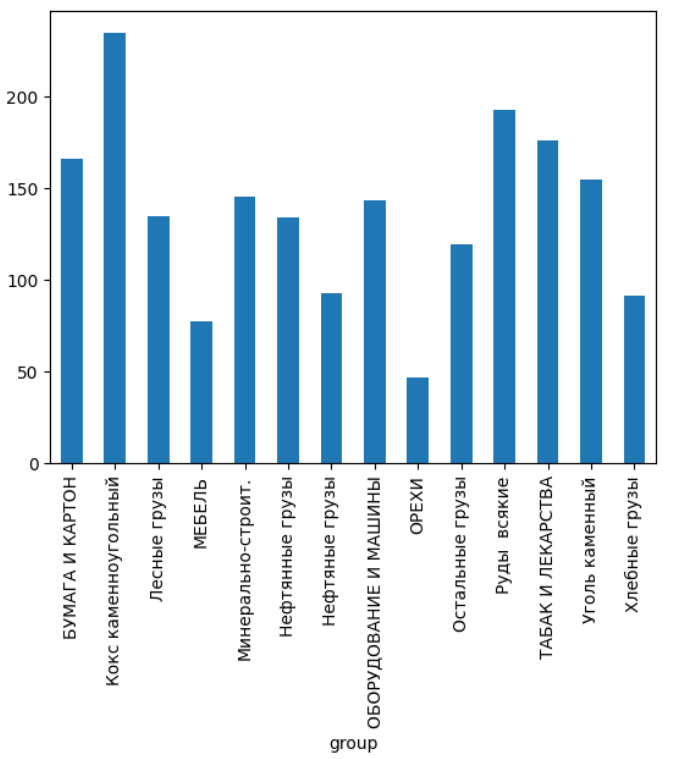 200
150
100
50
0
БУМАГА И КАРТОН
Кокс каменноугольный
Лесные грузы
МЕБЕЛЬ
Минерально-строит.
Нефтянные грузы
Нефтяные грузы
ОБОРУДОВАНИЕ И МАШИНЫ
ОРЕХИ
Остальные грузы
Руды  всякие
ТАБАК И ЛЕКАРСТВА
Уголь каменный
Хлебные грузы
group